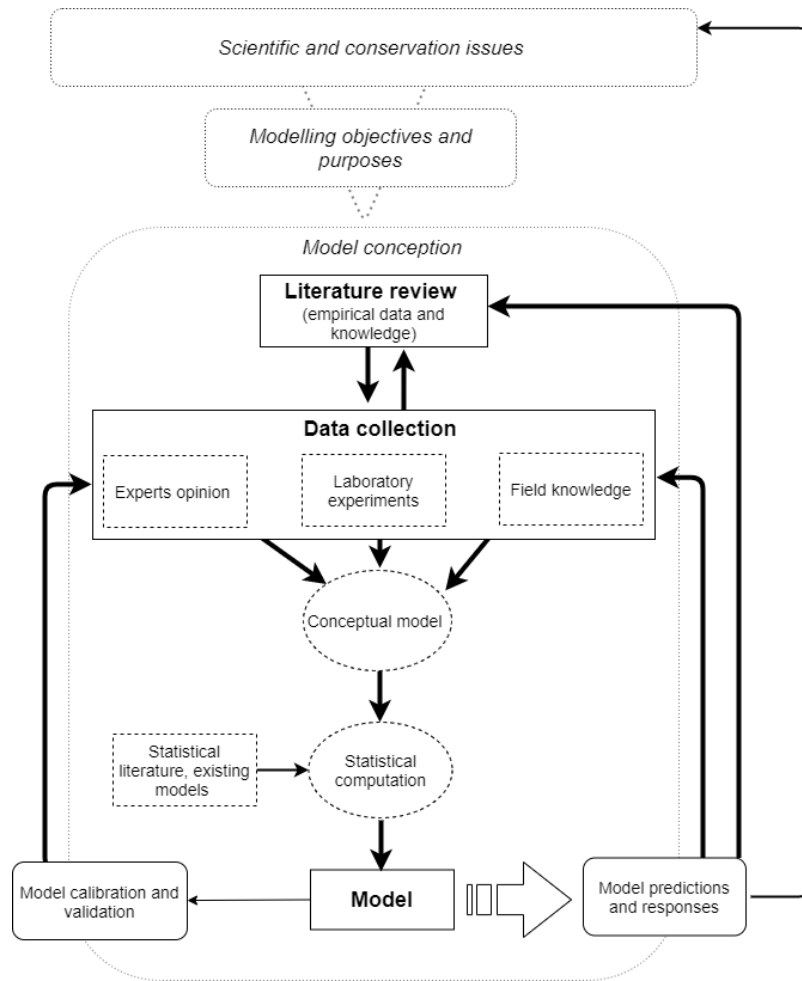 Scientific and conservation issues
Modelling objectives and
purposes
Model conception
Literature review
(empirical data and
knowledge)
Data collection
Experts opinion
Laboratory
experiments
Field knowledge
Conceptual model
Statistical
literature, existing
models
Statistical
computation
Model calibration and
validation
Model
Model predictions
and responses